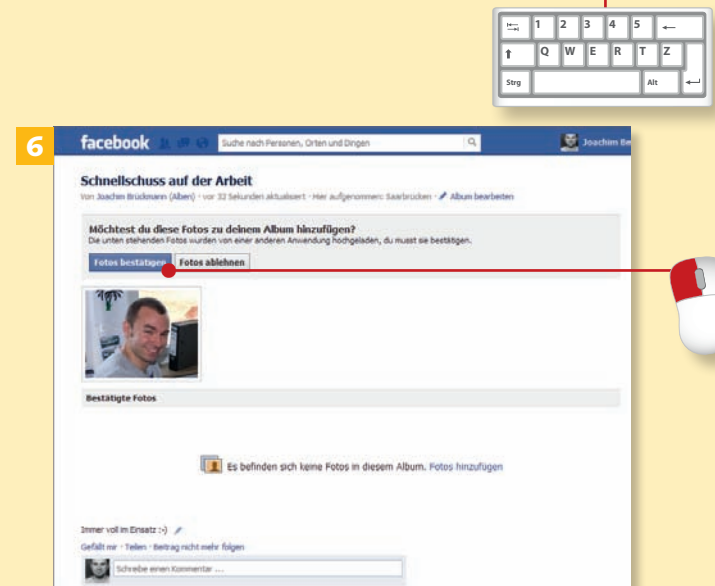 1 2 3 4 5
Q W E R T Z
Strg Alt
6
facebook Suche nach Personen, Orten und Dingen Joachim Be
Schnellschuss auf der Arbeit
Von Joachim Brückmann (Alben) · vor 32 Sekunden aktualisiert · Hier aufgenommen: Saarbrücken · Album bearbeiten
Möchtest du diese Fotos zu deinem Album hinzufügen?
Die unten stehenden Fotos wurden von einer anderen Anwendung hochgeladen, du musst sie bestätigen.
Fotos bestätigen Fotos ablehnen
Bestätigte Fotos
Es befinden sich keine Fotos in diesem Album. Fotos hinzufügen
Immer voll im Einsatz :-)
Gefällt mir · Teilen · Beitrag nicht mehr folgen
Schreibe einen Kommentar ...